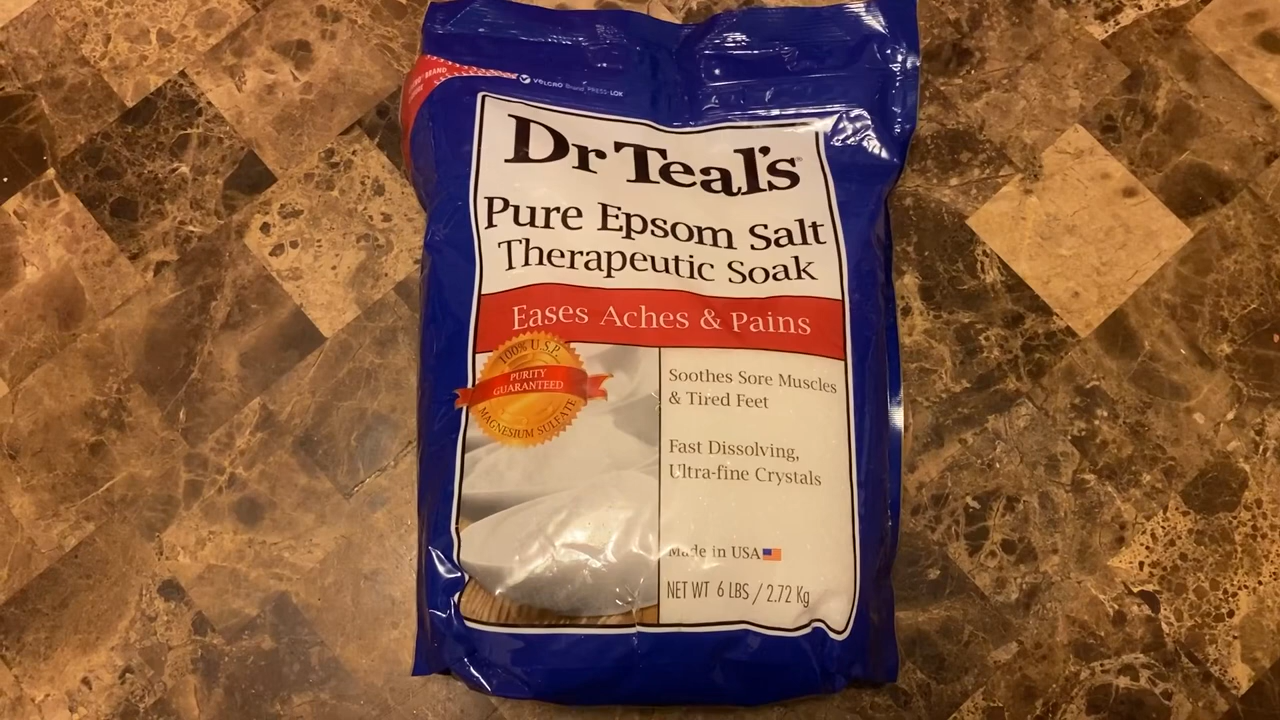 BRAND
VELCRO Brand PRESS-LOK
Dr Teal's®
Pure Epsom Salt
Therapeutic Soak
Eases Aches & Pains
100% U.S.P.
PURITY
GUARANTEED
MAGNESIUM SULFATE
Soothes Sore Muscles
& Tired Feet
Fast Dissolving,
Ultra-fine Crystals
Made in USA
NET WT 6 LBS / 2.72 Kg